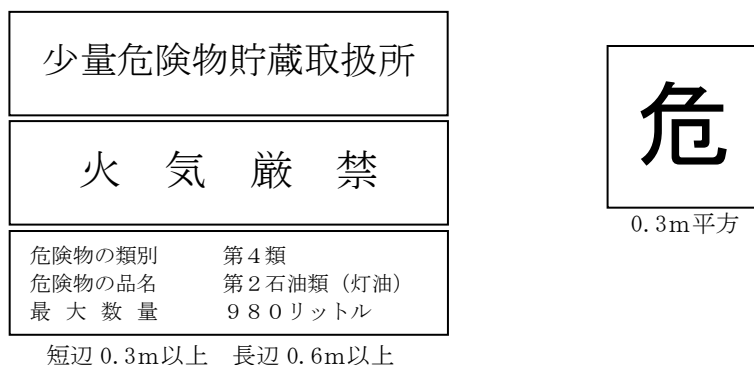 少量危険物貯蔵取扱所
火気厳禁
危険物の類別 第4類
危険物の品名 第2石油類（灯油）
最大数量 980リットル
短辺 0.3m以上 長辺 0.6m以上
危
0.3m平方